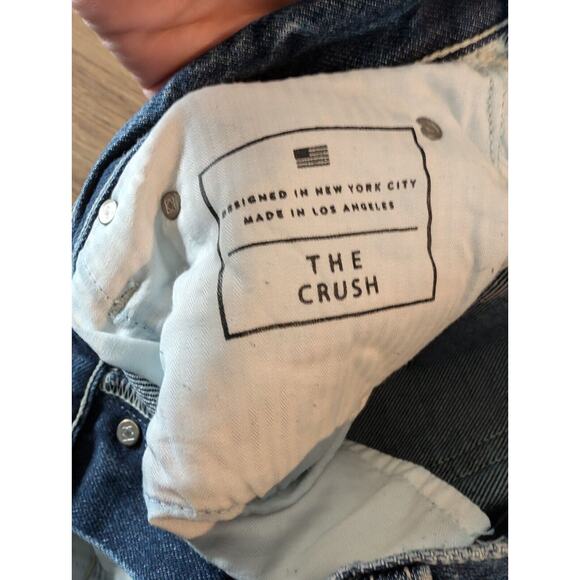 DESIGNED IN NEW YORK CITY
MADE IN LOS ANGELES
THE
CRUSH